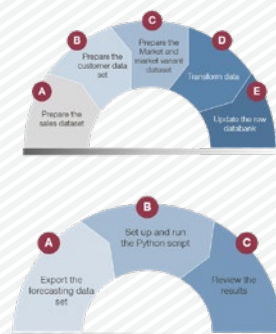 C
B
Prepare the
Market and
market variant
dataset
D
Prepare the
customer data
set
Transform data
A
E
Prepare the
sales dataset
Update the raw
databank
B
Set up and run
the Python script
A
C
Export the
forecasting data
set
Review the
results